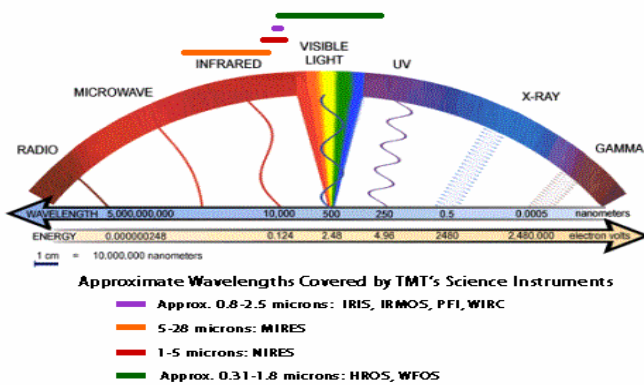 VISIBLE
LIGHT
INFRARED
UV
MICROWAVE
X-RAY
RADIO
GAMMA
WAVELENGTH 5,000,000,000 10,000 500 250 0.5 0.0005 nanometers
ENERGY 0.000000248 0.124 2.48 4.96 2480 2,480,000 electron volts
1 cm = 10,000,000 nanometers
Approximate Wavelengths Covered by TMT's Science Instruments
Approx. 0.8-2.5 microns: IRIS, IRMOS, PFI, WIRC
5-28 microns: MIRES
1-5 microns: NIRES
Approx. 0.31-1.8 microns: HROS, WFOS